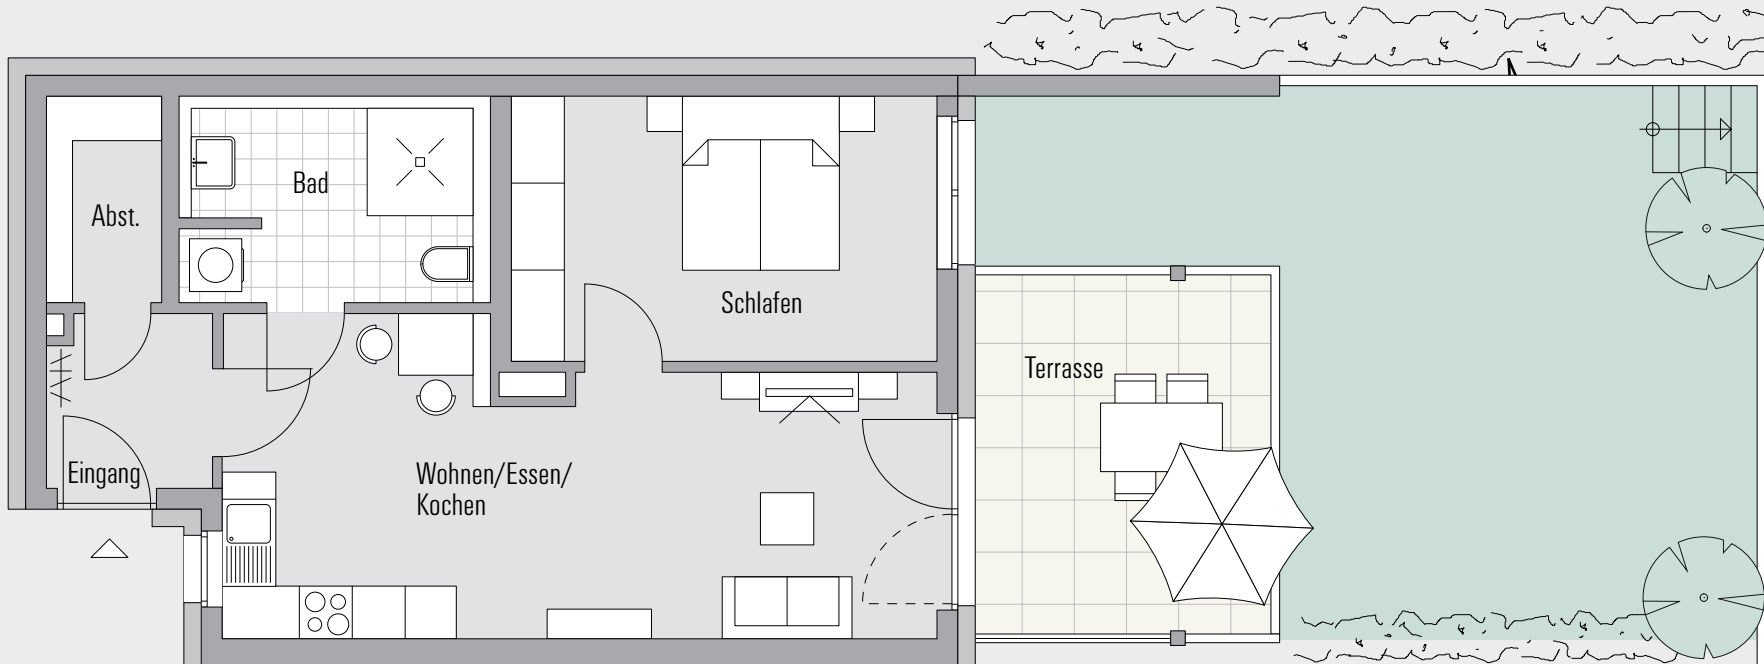 Bad
Abst.
Schlafen
Terrasse
Eingang
Wohnen/Essen/
Kochen